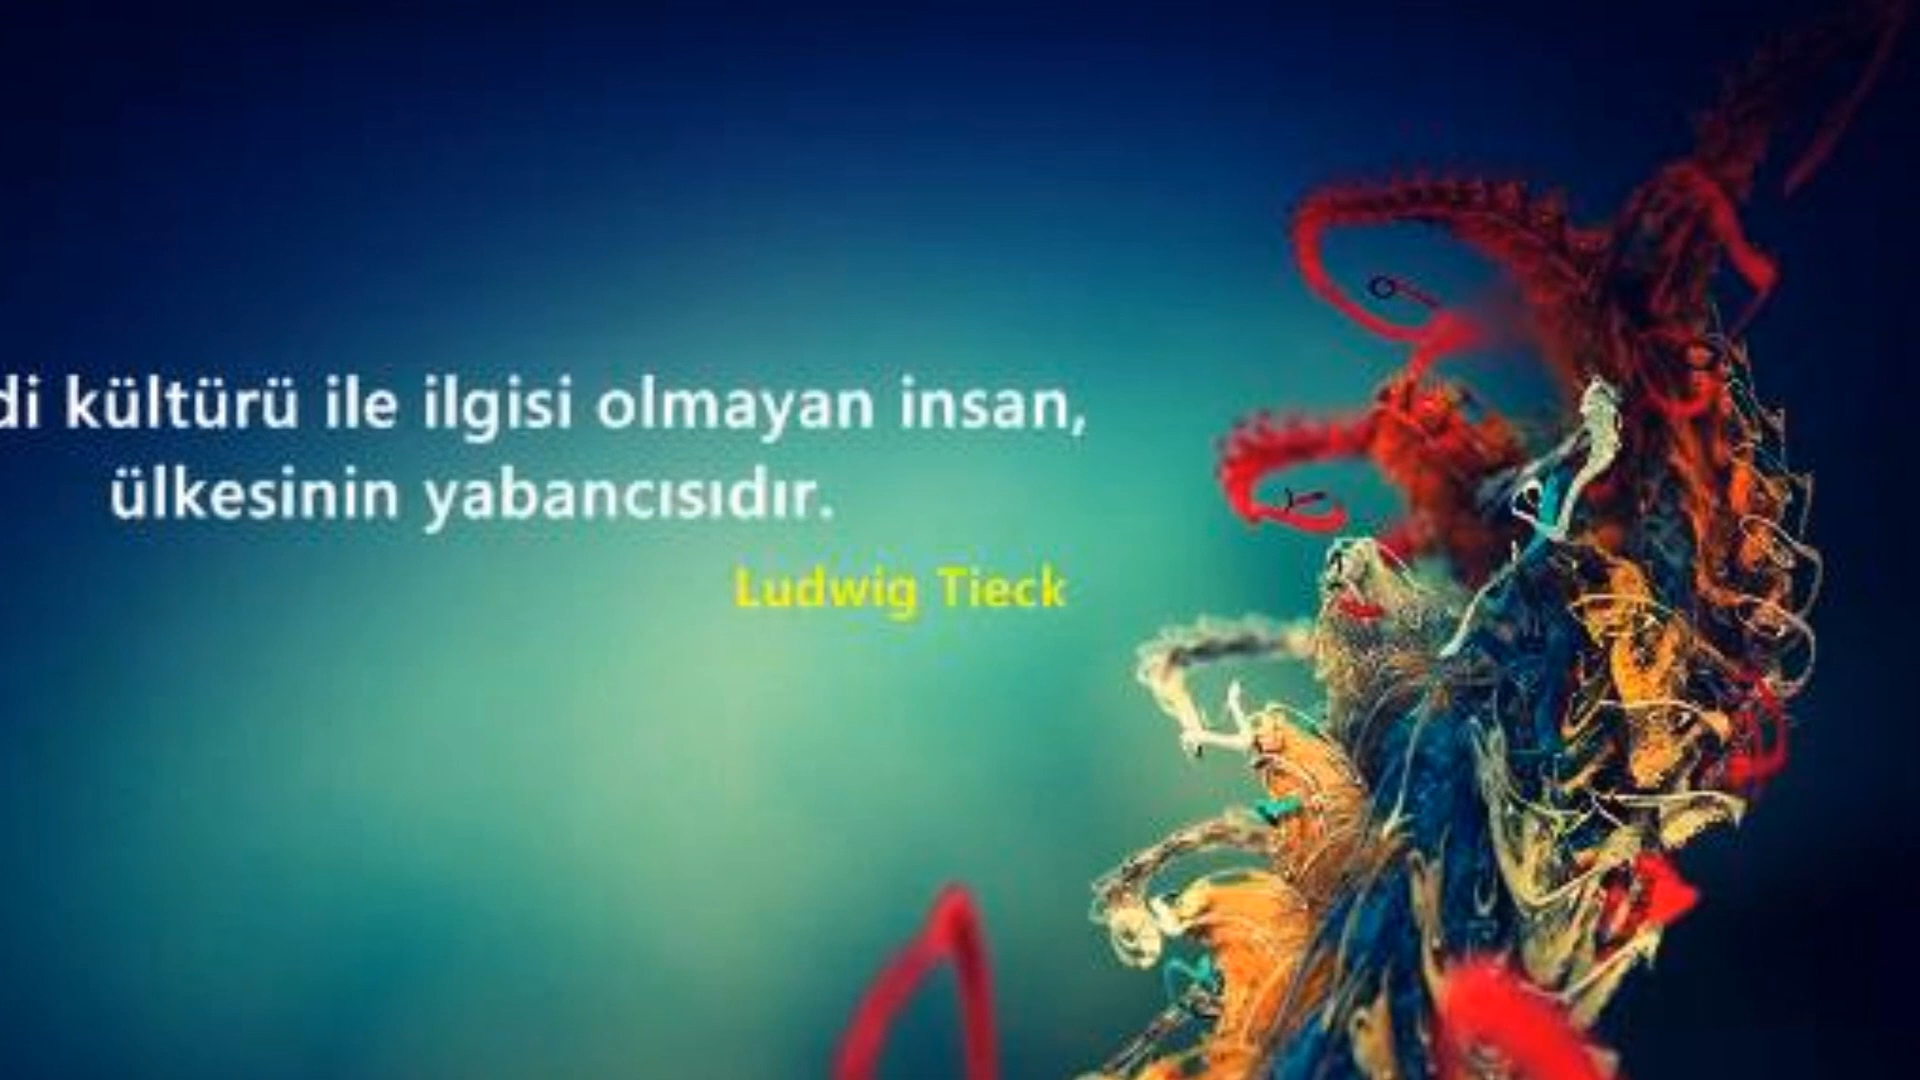 di kültürü ile ilgisi olmayan insan,
ülkesinin yabancısıdır.
Ludwig Tieck